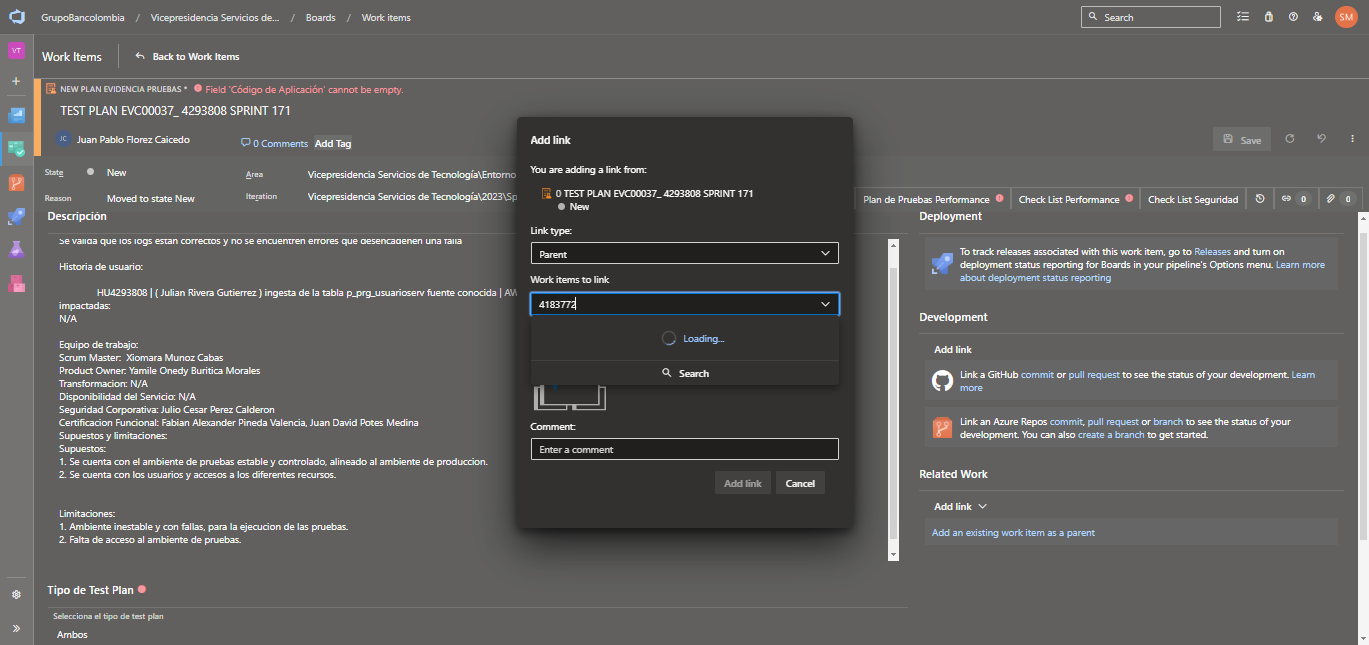 GrupoBancolombia / Vicepresidencia Servicios de... / Boards / Work items
Search
SM
VT
Work Items
Back to Work Items
NEW PLAN EVIDENCIA PRUEBAS * Field 'Código de Aplicación' cannot be empty.
TEST PLAN EVC00037_ 4293808 SPRINT 171
JC Juan Pablo Florez Caicedo
0 Comments
Add Tag
Save
State New
Area Vicepresidencia Servicios de Tecnología\Entorno
Reason Moved to state New
Iteration Vicepresidencia Servicios de Tecnología\2023\Sp
Plan de Pruebas Performance
Check List Performance
Check List Seguridad
0
0
Descripción
Se valida que los logs estan correctos y no se encuentren errores que desencadenen una falla
Historia de usuario:
HU4293808 | ( Julian Rivera Gutierrez ) ingesta de la tabla p_prg_usuarioserv fuente conocida | AW
impactadas:
N/A
Equipo de trabajo:
Scrum Master: Xiomara Munoz Cabas
Product Owner: Yamile Onedy Buritica Morales
Transformacion: N/A
Disponibilidad del Servicio: N/A
Seguridad Corporativa: Julio Cesar Perez Calderon
Certificacion Funcional: Fabian Alexander Pineda Valencia, Juan David Potes Medina
Supuestos y limitaciones:
Supuestos:
1. Se cuenta con el ambiente de pruebas estable y controlado, alineado al ambiente de produccion.
2. Se cuenta con los usuarios y accesos a los diferentes recursos.
Limitaciones:
1. Ambiente inestable y con fallas, para la ejecucion de las pruebas.
2. Falta de acceso al ambiente de pruebas.
Tipo de Test Plan
Selecciona el tipo de test plan
Ambos
Add link
You are adding a link from:
0 TEST PLAN EVC00037_ 4293808 SPRINT 171
New
Link type:
Parent
Work items to link
4183772
Loading...
Search
Comment:
Enter a comment
Add link
Cancel
Deployment
To track releases associated with this work item, go to Releases and turn on
deployment status reporting for Boards in your pipeline's Options menu. Learn more
about deployment status reporting
Development
Add link
Link a GitHub commit or pull request to see the status of your development. Learn
more
Link an Azure Repos commit, pull request or branch to see the status of your
development. You can also create a branch to get started.
Related Work
Add link
Add an existing work item as a parent